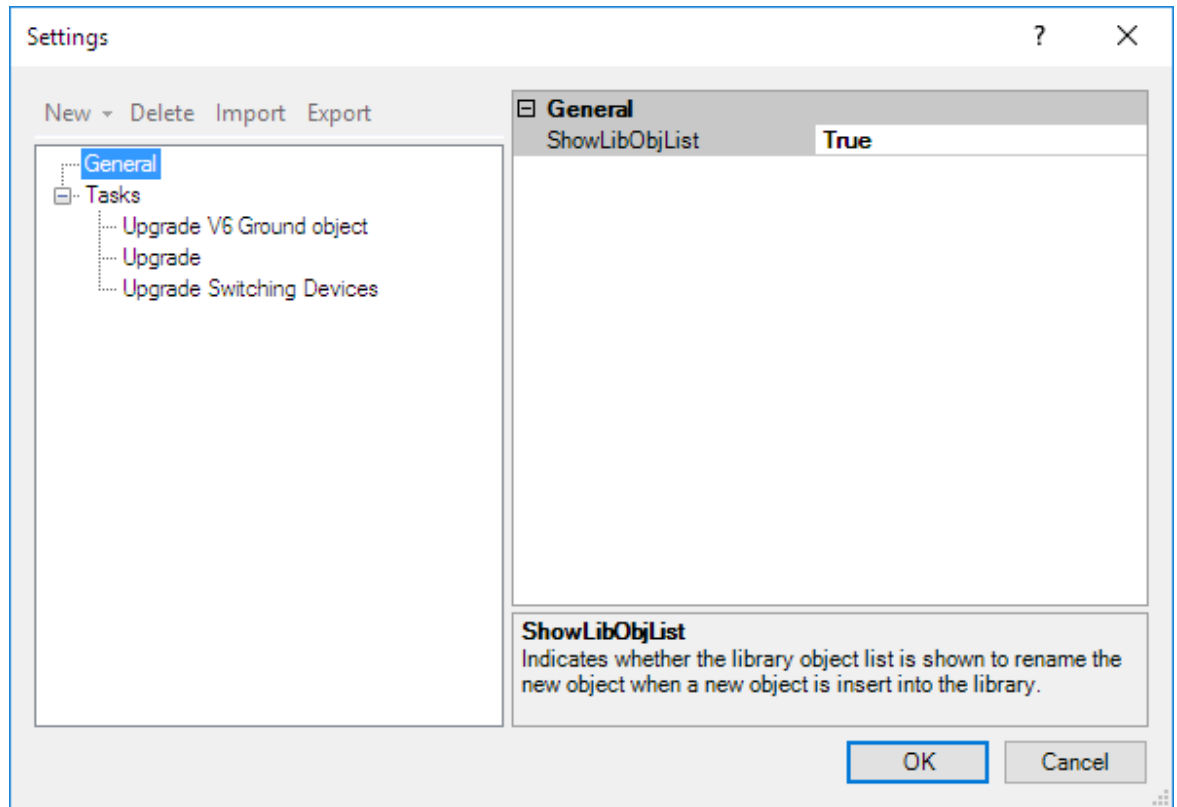 Settings
?
New Delete Import Export
General
Tasks
Upgrade V6 Ground object
Upgrade
Upgrade Switching Devices
General
ShowLibObjList True
ShowLibObjList
Indicates whether the library object list is shown to rename the
new object when a new object is insert into the library.
OK Cancel